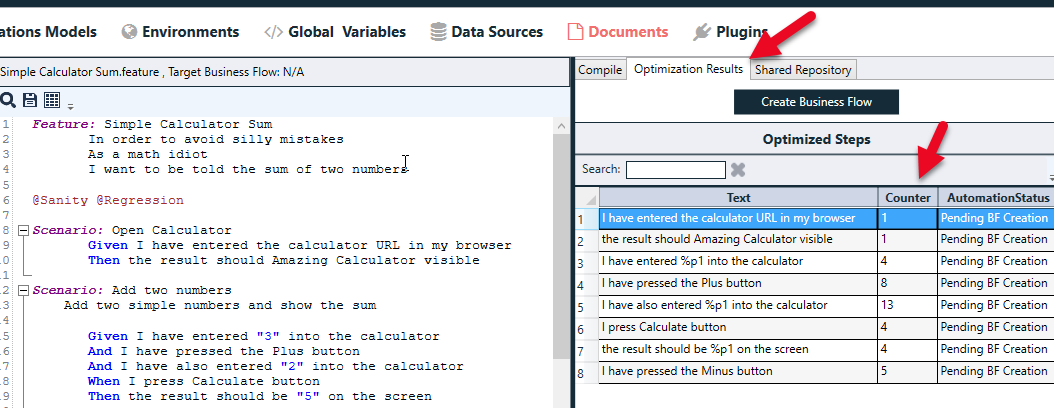 ations Models Environments </> Global Variables Data Sources Documents Plugins
Simple Calculator Sum.feature , Target Business Flow: N/A
Compile Optimization Results Shared Repository
Create Business Flow
Optimized Steps
Search:
Text Counter AutomationStatus
1 I have entered the calculator URL in my browser 1 Pending BF Creation
2 the result should Amazing Calculator visible 1 Pending BF Creation
3 I have entered %p1 into the calculator 4 Pending BF Creation
4 I have pressed the Plus button 8 Pending BF Creation
5 I have also entered %p1 into the calculator 13 Pending BF Creation
6 I press Calculate button 4 Pending BF Creation
7 the result should be %p1 on the screen 4 Pending BF Creation
8 I have pressed the Minus button 5 Pending BF Creation
1 Feature: Simple Calculator Sum
2 In order to avoid silly mistakes
3 As a math idiot
4 I want to be told the sum of two numbers
5
6 @Sanity @Regression
7
8 Scenario: Open Calculator
9 Given I have entered the calculator URL in my browser
10 Then the result should Amazing Calculator visible
11
12 Scenario: Add two numbers
13 Add two simple numbers and show the sum
14
15 Given I have entered "3" into the calculator
16 And I have pressed the Plus button
17 And I have also entered "2" into the calculator
18 When I press Calculate button
19 Then the result should be "5" on the screen